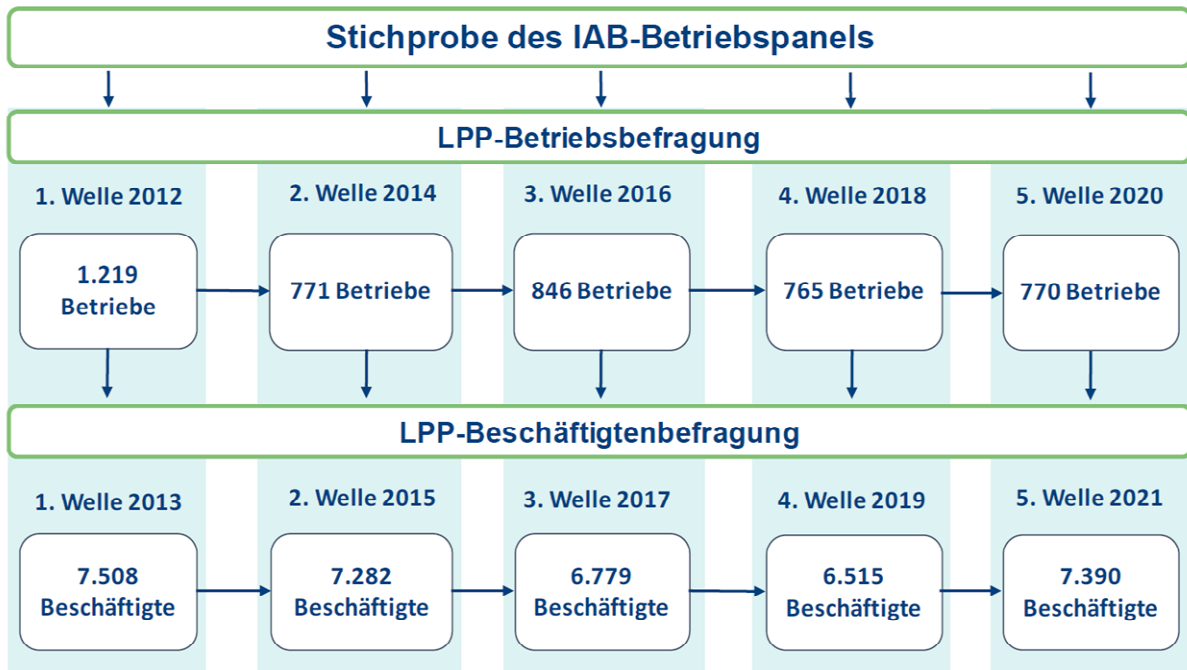 Stichprobe des IAB-Betriebspanels
LPP-Betriebsbefragung
1. Welle 2012
2. Welle 2014
3. Welle 2016
4. Welle 2018
5. Welle 2020
1.219
Betriebe
771 Betriebe
846 Betriebe
765 Betriebe
770 Betriebe
LPP-Beschäftigtenbefragung
1. Welle 2013
2. Welle 2015
3. Welle 2017
4. Welle 2019
5. Welle 2021
7.508
Beschäftigte
7.282
Beschäftigte
6.779
Beschäftigte
6.515
Beschäftigte
7.390
Beschäftigte